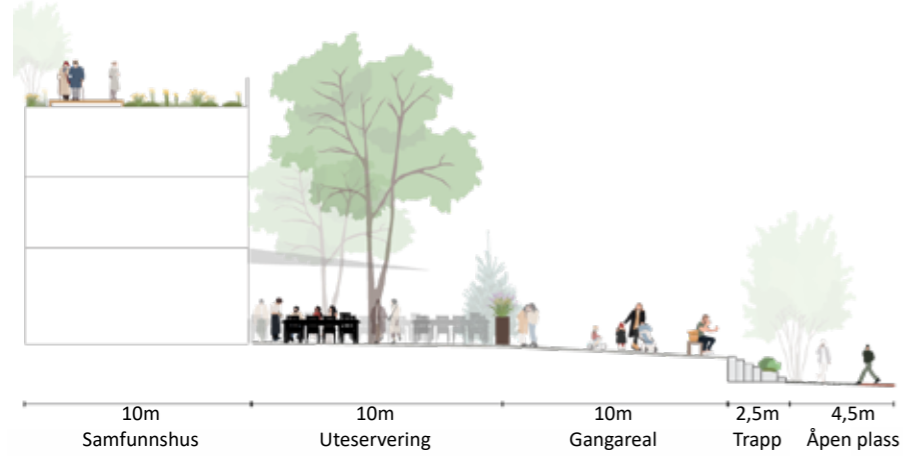 10m 10m 10m 2,5m 4,5m
Samfunnshus Uteservering Gangareal Trapp Åpen plass